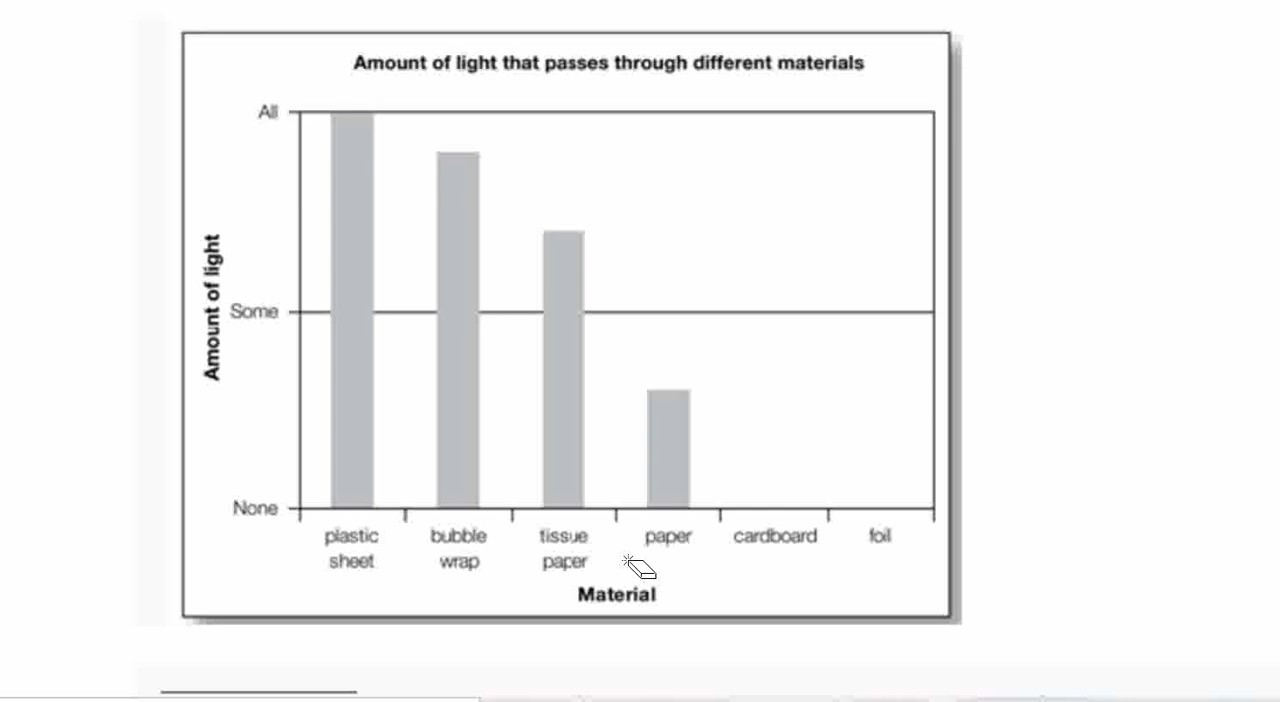 Amount of light that passes through different materials
All
Some
None
Amount of light
plastic sheet
bubble wrap
tissue paper
paper
cardboard
foil
Material